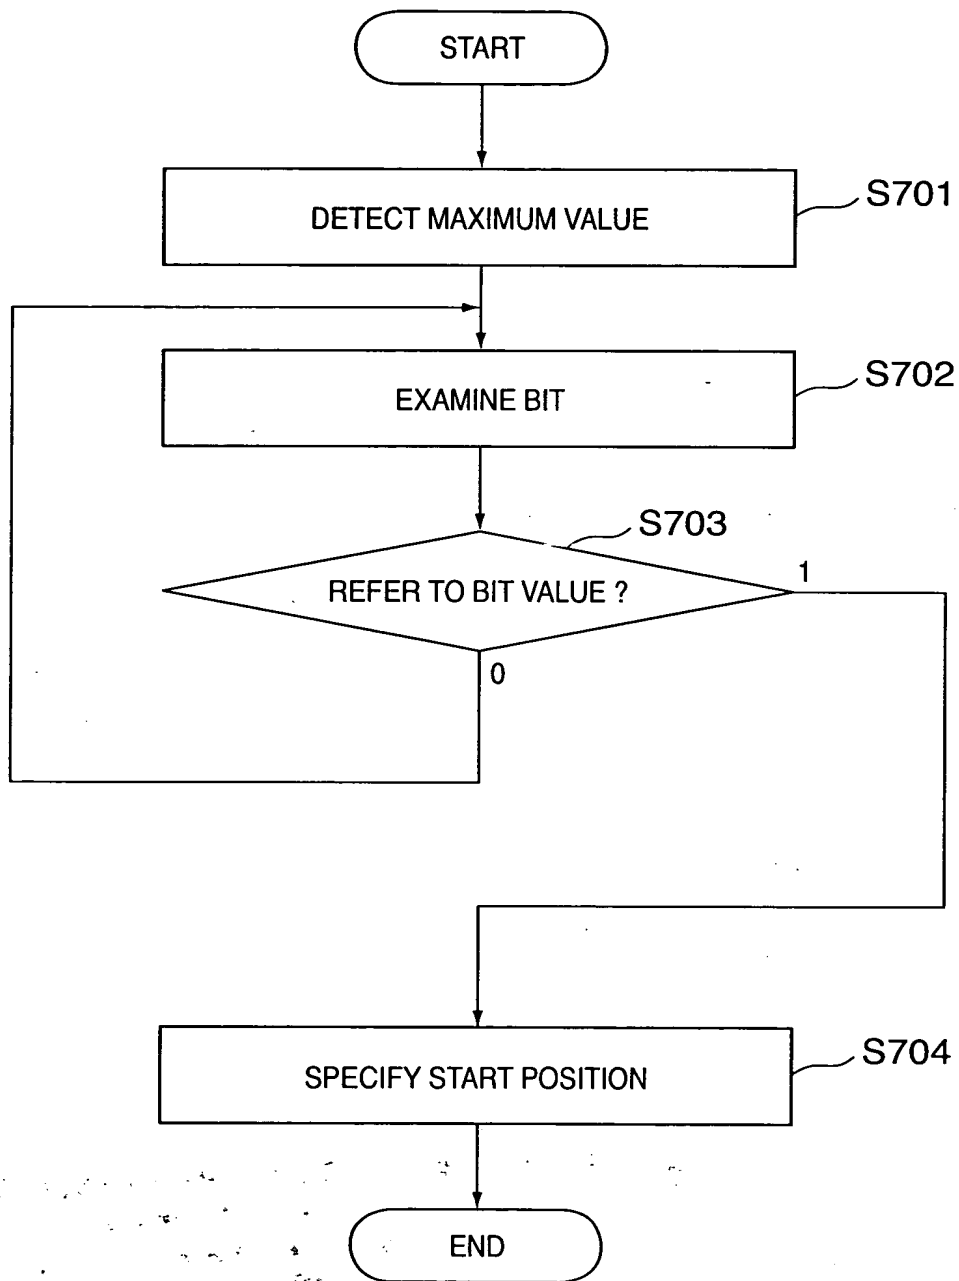 START
DETECT MAXIMUM VALUE
S701
EXAMINE BIT
S702
S703
REFER TO BIT VALUE ?
1
0
SPECIFY START POSITION
S704
END